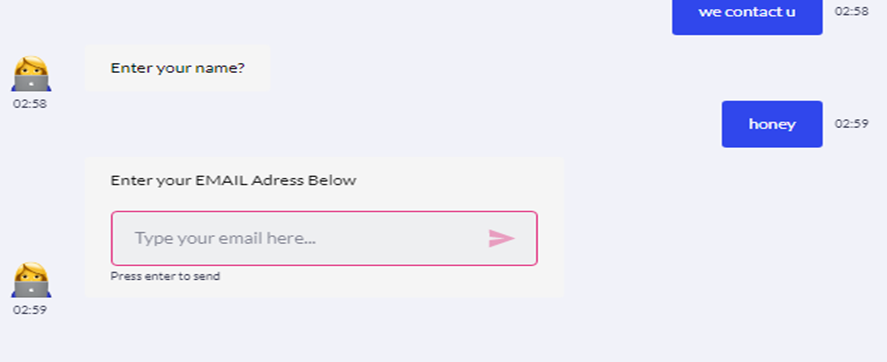 we contact u
02:58
Enter your name?
02:58
honey
02:59
Enter your EMAIL Adress Below
Type your email here...
Press enter to send
02:59